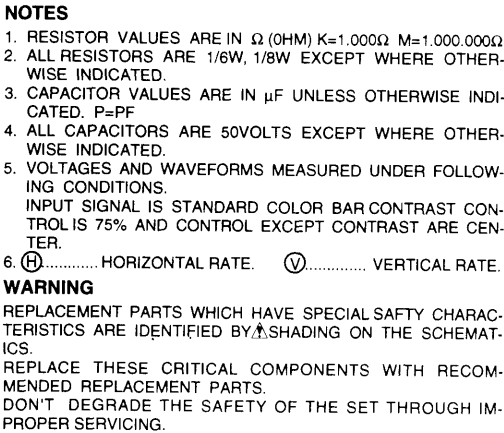 NOTES
1. RESISTOR VALUES ARE IN Ω (OHM) K=1.000Ω M=1.000.000Ω
2. ALL RESISTORS ARE 1/6W, 1/8W EXCEPT WHERE OTHER-
WISE INDICATED.
3. CAPACITOR VALUES ARE IN µF UNLESS OTHERWISE INDI-
CATED. P=PF
4. ALL CAPACITORS ARE 50VOLTS EXCEPT WHERE OTHER-
WISE INDICATED.
5. VOLTAGES AND WAVEFORMS MEASURED UNDER FOLLOW-
ING CONDITIONS.
INPUT SIGNAL IS STANDARD COLOR BAR CONTRAST CON-
TROL IS 75% AND CONTROL EXCEPT CONTRAST ARE CEN-
TER.
6. Ⓗ............ HORIZONTAL RATE. Ⓥ.............. VERTICAL RATE.
WARNING
REPLACEMENT PARTS WHICH HAVE SPECIAL SAFTY CHARAC-
TERISTICS ARE IDENTIFIED BY⚠SHADING ON THE SCHEMAT-
ICS.
REPLACE THESE CRITICAL COMPONENTS WITH RECOM-
MENDED REPLACEMENT PARTS.
DON'T DEGRADE THE SAFETY OF THE SET THROUGH IM-
PROPER SERVICING.